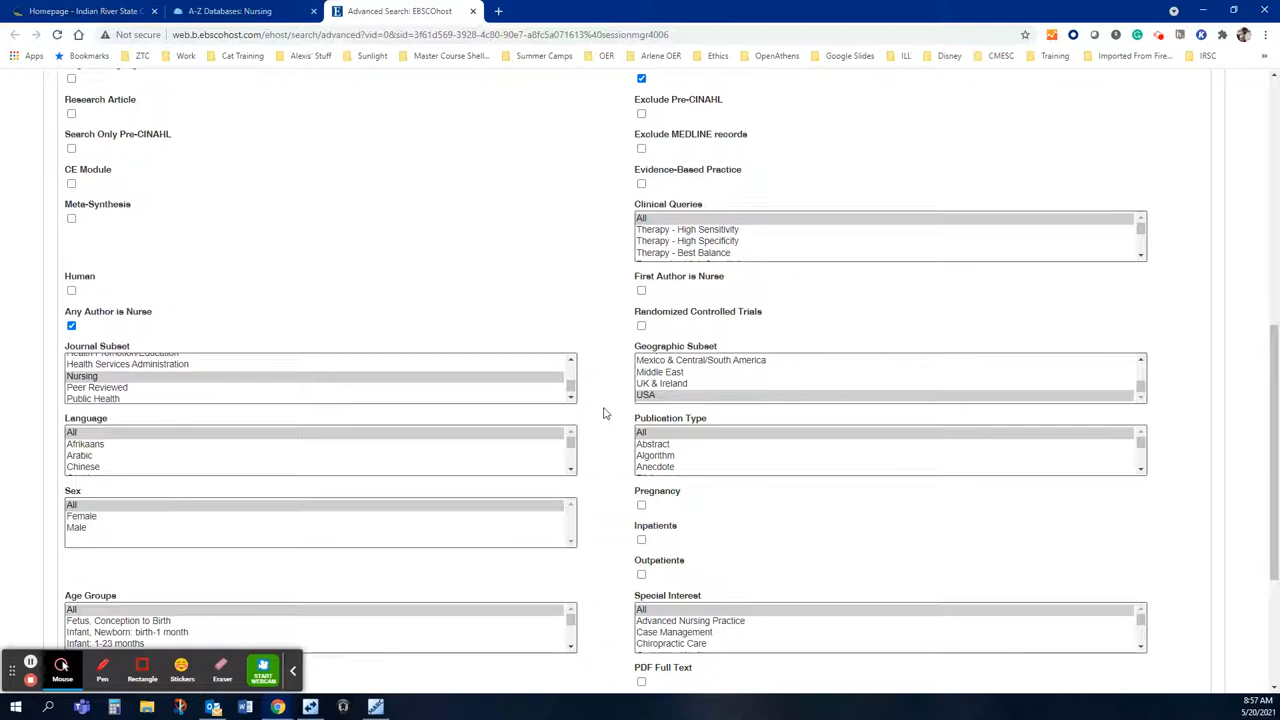 Homepage - Indian River State C
A-Z Databases: Nursing
Advanced Search: EBSCOhost
Not secure
web.b.ebscohost.com/ehost/search/advanced?vid=0&sid=3f61d569-3928-4c80-90e7-a8fc5a071613%40sessionmgr4006
Apps Bookmarks ZTC Work Cat Training Alexis' Stuff Sunlight Master Course Shell... Summer Camps OER Arlene OER Ethics OpenAthens Google Slides ILL Disney CMESC Training Imported From Fire... IRSC
Research Article
Exclude Pre-CINAHL
Search Only Pre-CINAHL
Exclude MEDLINE records
CE Module
Evidence-Based Practice
Meta-Synthesis
Clinical Queries
All
Therapy - High Sensitivity
Therapy - High Specificity
Therapy - Best Balance
Human
First Author is Nurse
Any Author is Nurse
Randomized Controlled Trials
Journal Subset
Health Promotion/Education
Health Services Administration
Nursing
Peer Reviewed
Public Health
Geographic Subset
Mexico & Central/South America
Middle East
UK & Ireland
USA
Language
All
Afrikaans
Arabic
Chinese
Publication Type
All
Abstract
Algorithm
Anecdote
Sex
All
Female
Male
Pregnancy
Inpatients
Outpatients
Age Groups
All
Fetus, Conception to Birth
Infant, Newborn: birth-1 month
Infant: 1-23 months
Special Interest
All
Advanced Nursing Practice
Case Management
Chiropractic Care
PDF Full Text
Mouse Pen Rectangle Stickers Eraser START WEBCAM
8:57 AM
5/20/2021